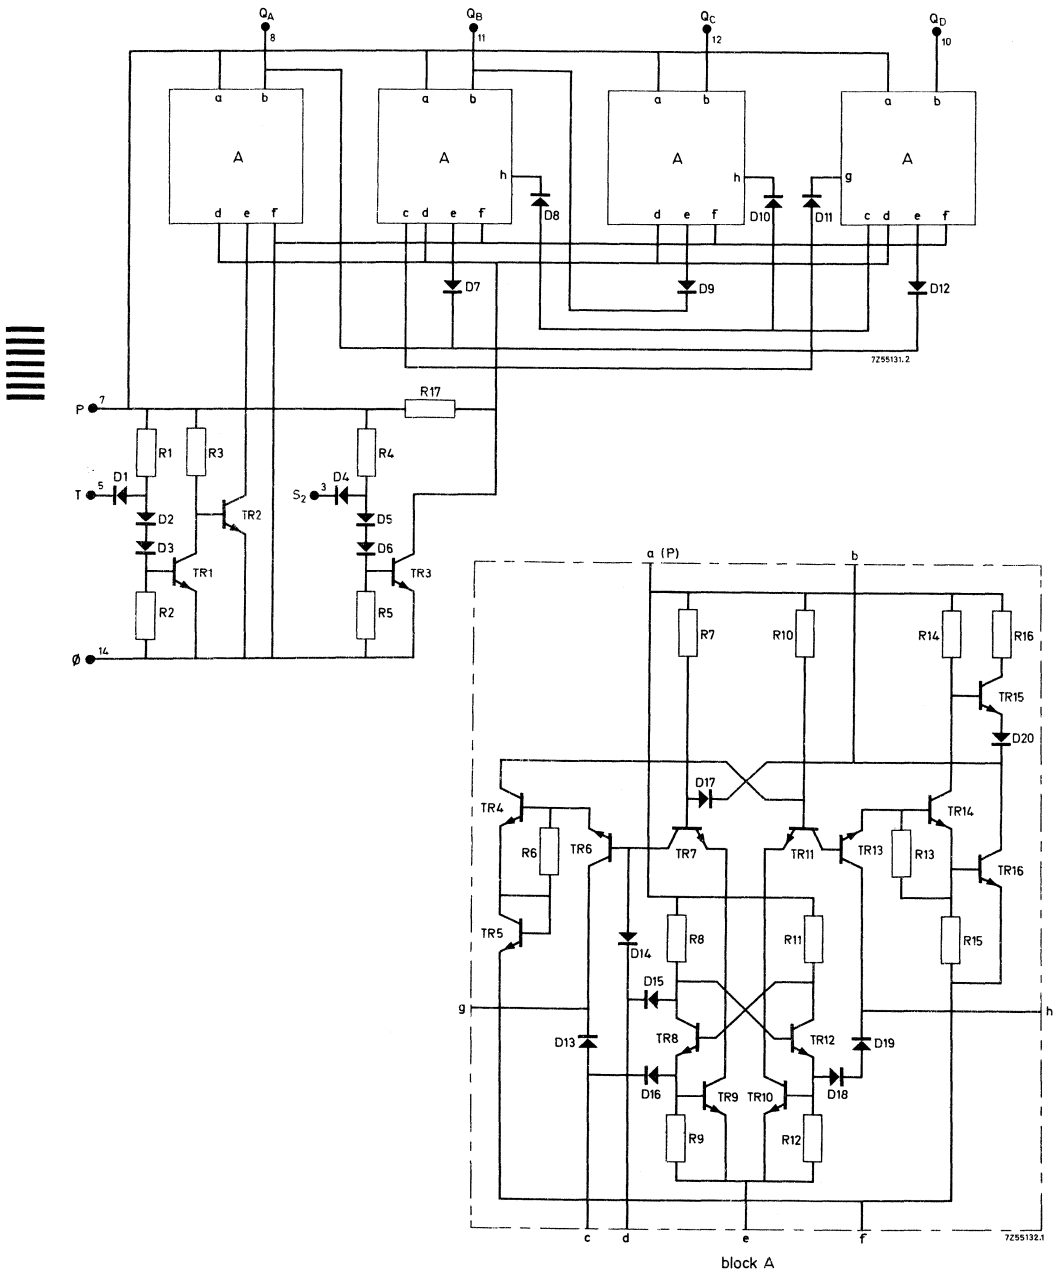 QA QB QC QD
8 11 12 10
a b a b a b a b
A A A A
h h g
D8 D10 D11
d e f c d e f d e f c d e f
D7 D9 D12
7Z55131.2
P 7 R17
R1 R3 R4
T 5 D1 S2 3 D4
D2 TR2 D5
D3 TR1 D6 TR3
R2 R5
Ø 14
a (P) b
R7 R10 R14 R16
TR15
D20
D17
TR4 R6 TR6 TR7 TR11 TR13 R13 TR14
TR16
TR5 D14 R8 R11 R15
D15
g h
D13 TR8 TR12 D19
D16 TR9 TR10 D18
R9 R12
c d e f
7Z55132.1
block A